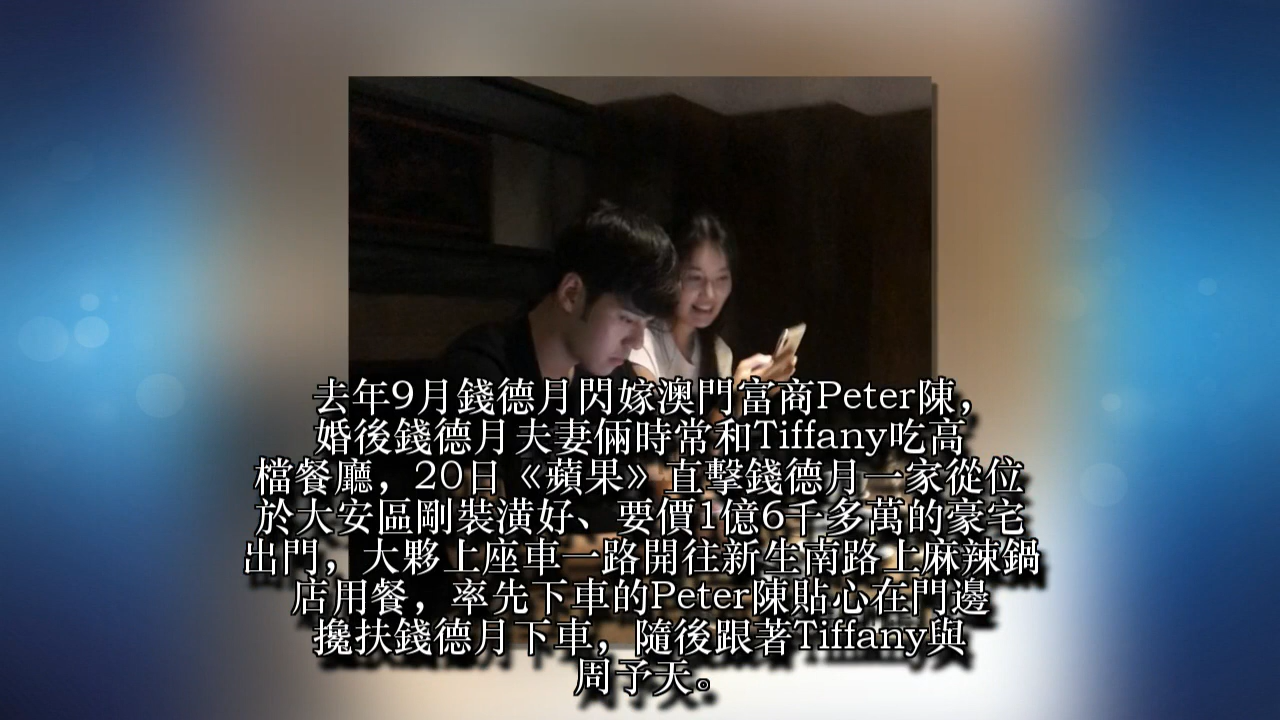 去年9月錢德月閃嫁澳門富商Peter陳，
婚後錢德月夫妻倆時常和Tiffany吃高
檔餐廳，20日《蘋果》直擊錢德月一家從位
於大安區剛裝潢好、要價1億6千多萬的豪宅
出門，大夥上座車一路開往新生南路上麻辣鍋
店用餐，率先下車的Peter陳貼心在門邊
攙扶錢德月下車，隨後跟著Tiffany與
周予天。